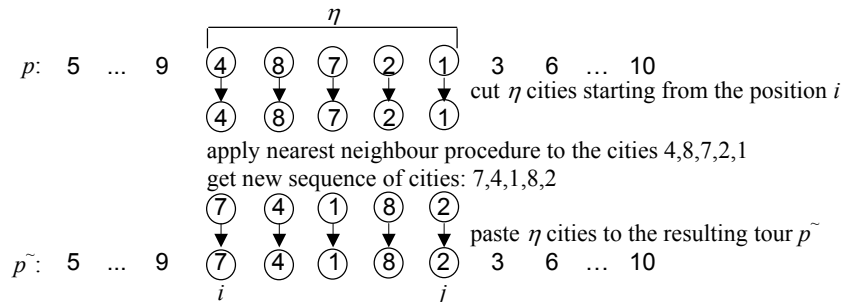 η
p: 5 ... 9 4 8 7 2 1 3 6 … 10
cut η cities starting from the position i
4 8 7 2 1
apply nearest neighbour procedure to the cities 4,8,7,2,1
get new sequence of cities: 7,4,1,8,2
7 4 1 8 2
paste η cities to the resulting tour p~
p~: 5 ... 9 7 4 1 8 2 3 6 … 10
i j